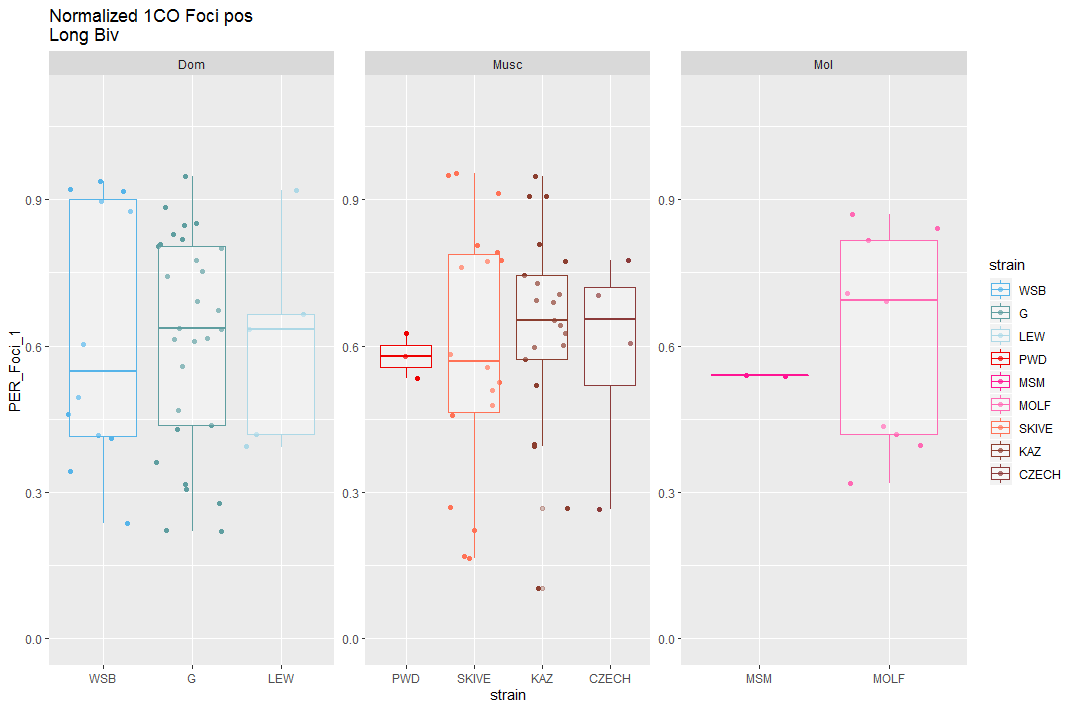 Normalized 1CO Foci pos
Long Biv
Dom
Musc
Mol
PER_Foci_1
0.9
0.6
0.3
0.0
0.9
0.6
0.3
0.0
0.9
0.6
0.3
0.0
WSB
G
LEW
PWD
SKIVE
KAZ
CZECH
MSM
MOLF
strain
strain
WSB
G
LEW
PWD
MSM
MOLF
SKIVE
KAZ
CZECH